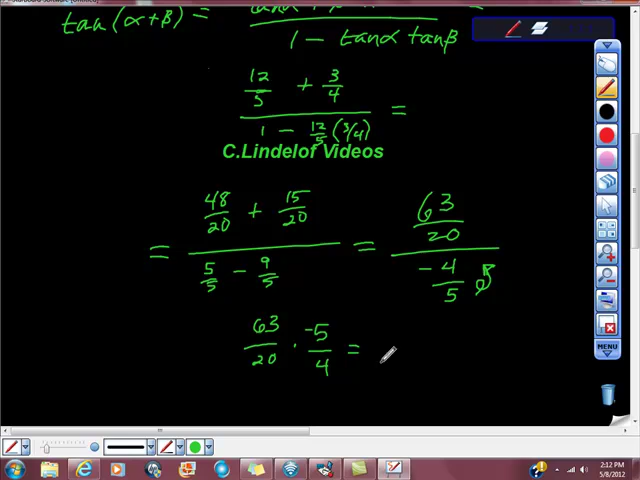 tan(α+β) =
1 - tanα tanβ
12/5 + 3/4
1 - 12/5 (3/4) =
C.Lindelof Videos
= 48/20 + 15/20 = 63/20
5/5 - 9/5 -4/5
63/20 · -5/4 =
MENU
2:12 PM
5/8/2012